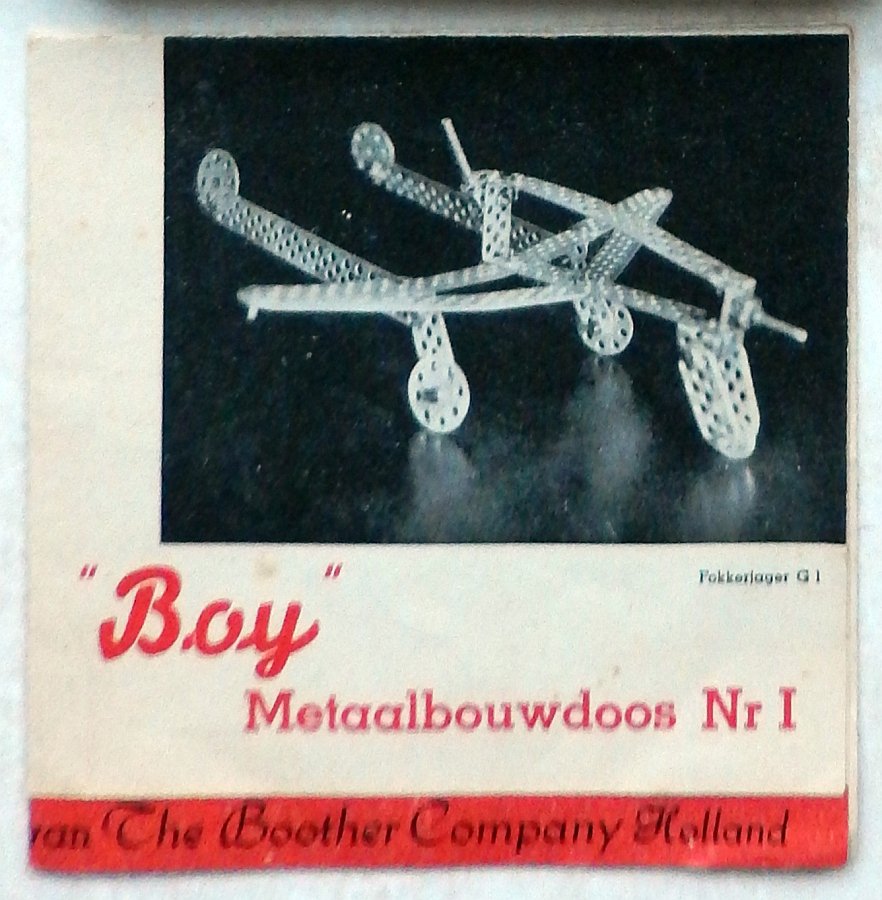 Fokkerjager G 1
"Boy"
Metaalbouwdoos Nr I
van The Boother Company Holland